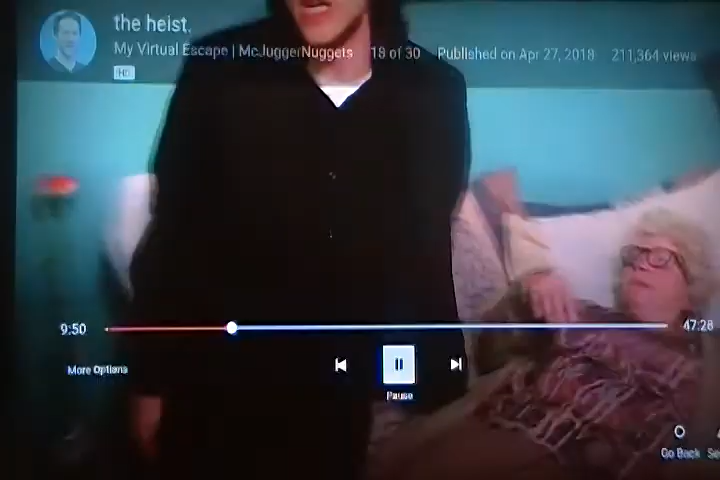 the heist.
My Virtual Escape | McJuggerNuggets 18 of 30 Published on Apr 27, 2018 211,364 views
HD
9:50 47:28
More Options
Pause
Go Back